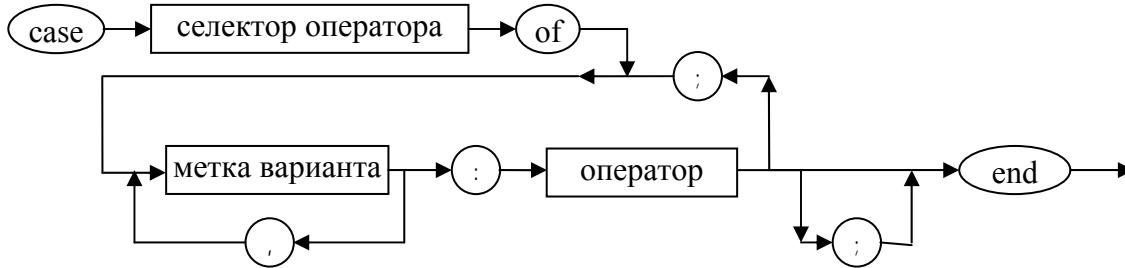 case селектор оператора of
;
метка варианта : оператор end
, ;